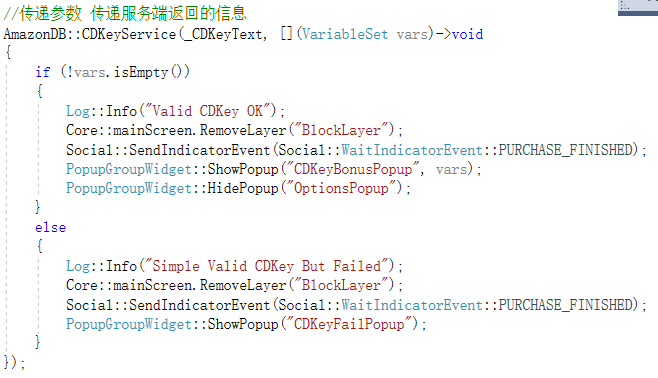 //传递参数 传递服务端返回的信息
AmazonDB::CDKeyService(_CDKeyText, [](VariableSet vars)->void
{
    if (!vars.isEmpty())
    {
        Log::Info("Valid CDKey OK");
        Core::mainScreen.RemoveLayer("BlockLayer");
        Social::SendIndicatorEvent(Social::WaitIndicatorEvent::PURCHASE_FINISHED);
        PopupGroupWidget::ShowPopup("CDKeyBonusPopup", vars);
        PopupGroupWidget::HidePopup("OptionsPopup");
    }
    else
    {
        Log::Info("Simple Valid CDKey But Failed");
        Core::mainScreen.RemoveLayer("BlockLayer");
        Social::SendIndicatorEvent(Social::WaitIndicatorEvent::PURCHASE_FINISHED);
        PopupGroupWidget::ShowPopup("CDKeyFailPopup");
    }
});